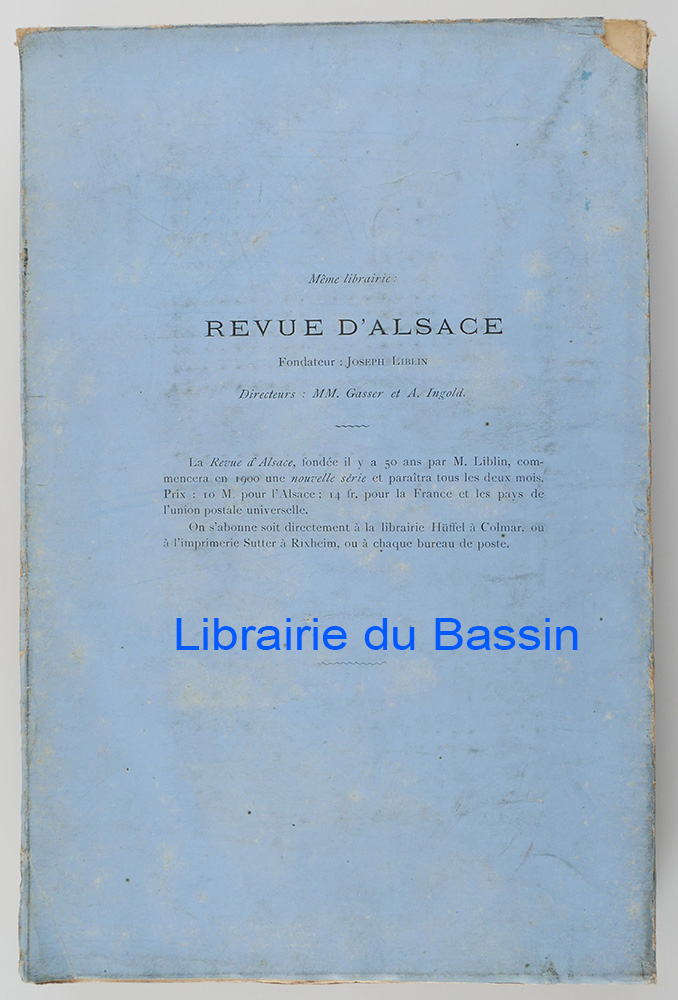 Même librairie :
REVUE D'ALSACE
Fondateur : JOSEPH LIBLIN
Directeurs : MM. Gasser et A. Ingold.
La Revue d'Alsace, fondée il y a 50 ans par M. Liblin, com-
mencera en 1900 une nouvelle série et paraîtra tous les deux mois.
Prix : 10 M. pour l'Alsace ; 14 fr. pour la France et les pays de
l'union postale universelle.
On s'abonne soit directement à la librairie Hüffel à Colmar, ou
à l'imprimerie Sutter à Rixheim, ou à chaque bureau de poste.
Librairie du Bassin